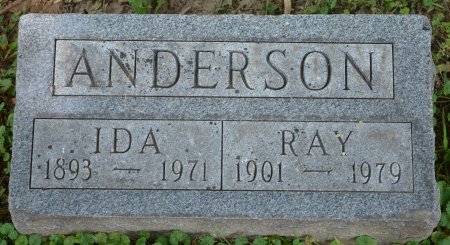 ANDERSON
IDA
1893 — 1971
RAY
1901 — 1979